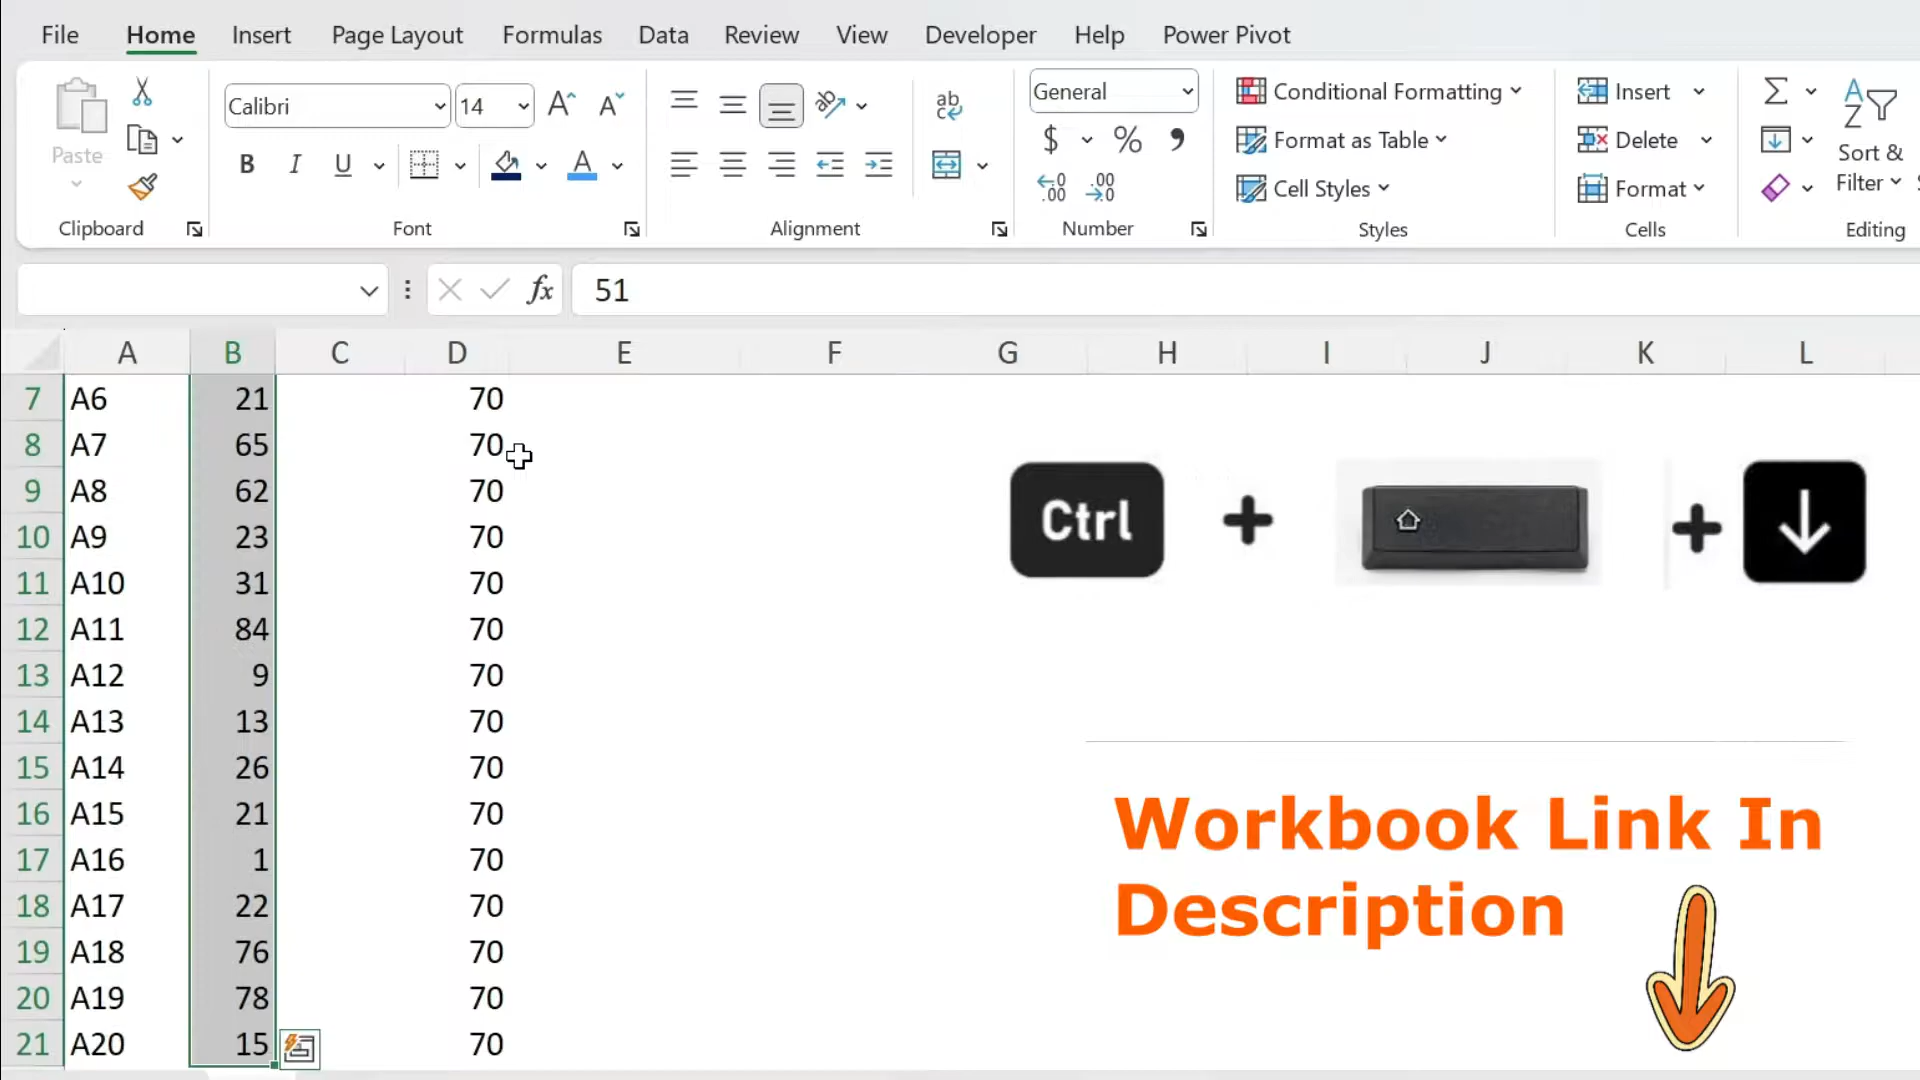 File Home Insert Page Layout Formulas Data Review View Developer Help Power Pivot
Paste
Clipboard
Calibri 14
B I U
Font
Alignment
General
$ % ,
Number
Conditional Formatting
Format as Table
Cell Styles
Styles
Insert
Delete
Format
Cells
Sort &
Filter
Editing
fx 51
A B C D E F G H I J K L
7 A6 21 70
8 A7 65 70
9 A8 62 70
10 A9 23 70
11 A10 31 70
12 A11 84 70
13 A12 9 70
14 A13 13 70
15 A14 26 70
16 A15 21 70
17 A16 1 70
18 A17 22 70
19 A18 76 70
20 A19 78 70
21 A20 15 70
Ctrl + +
Workbook Link In
Description